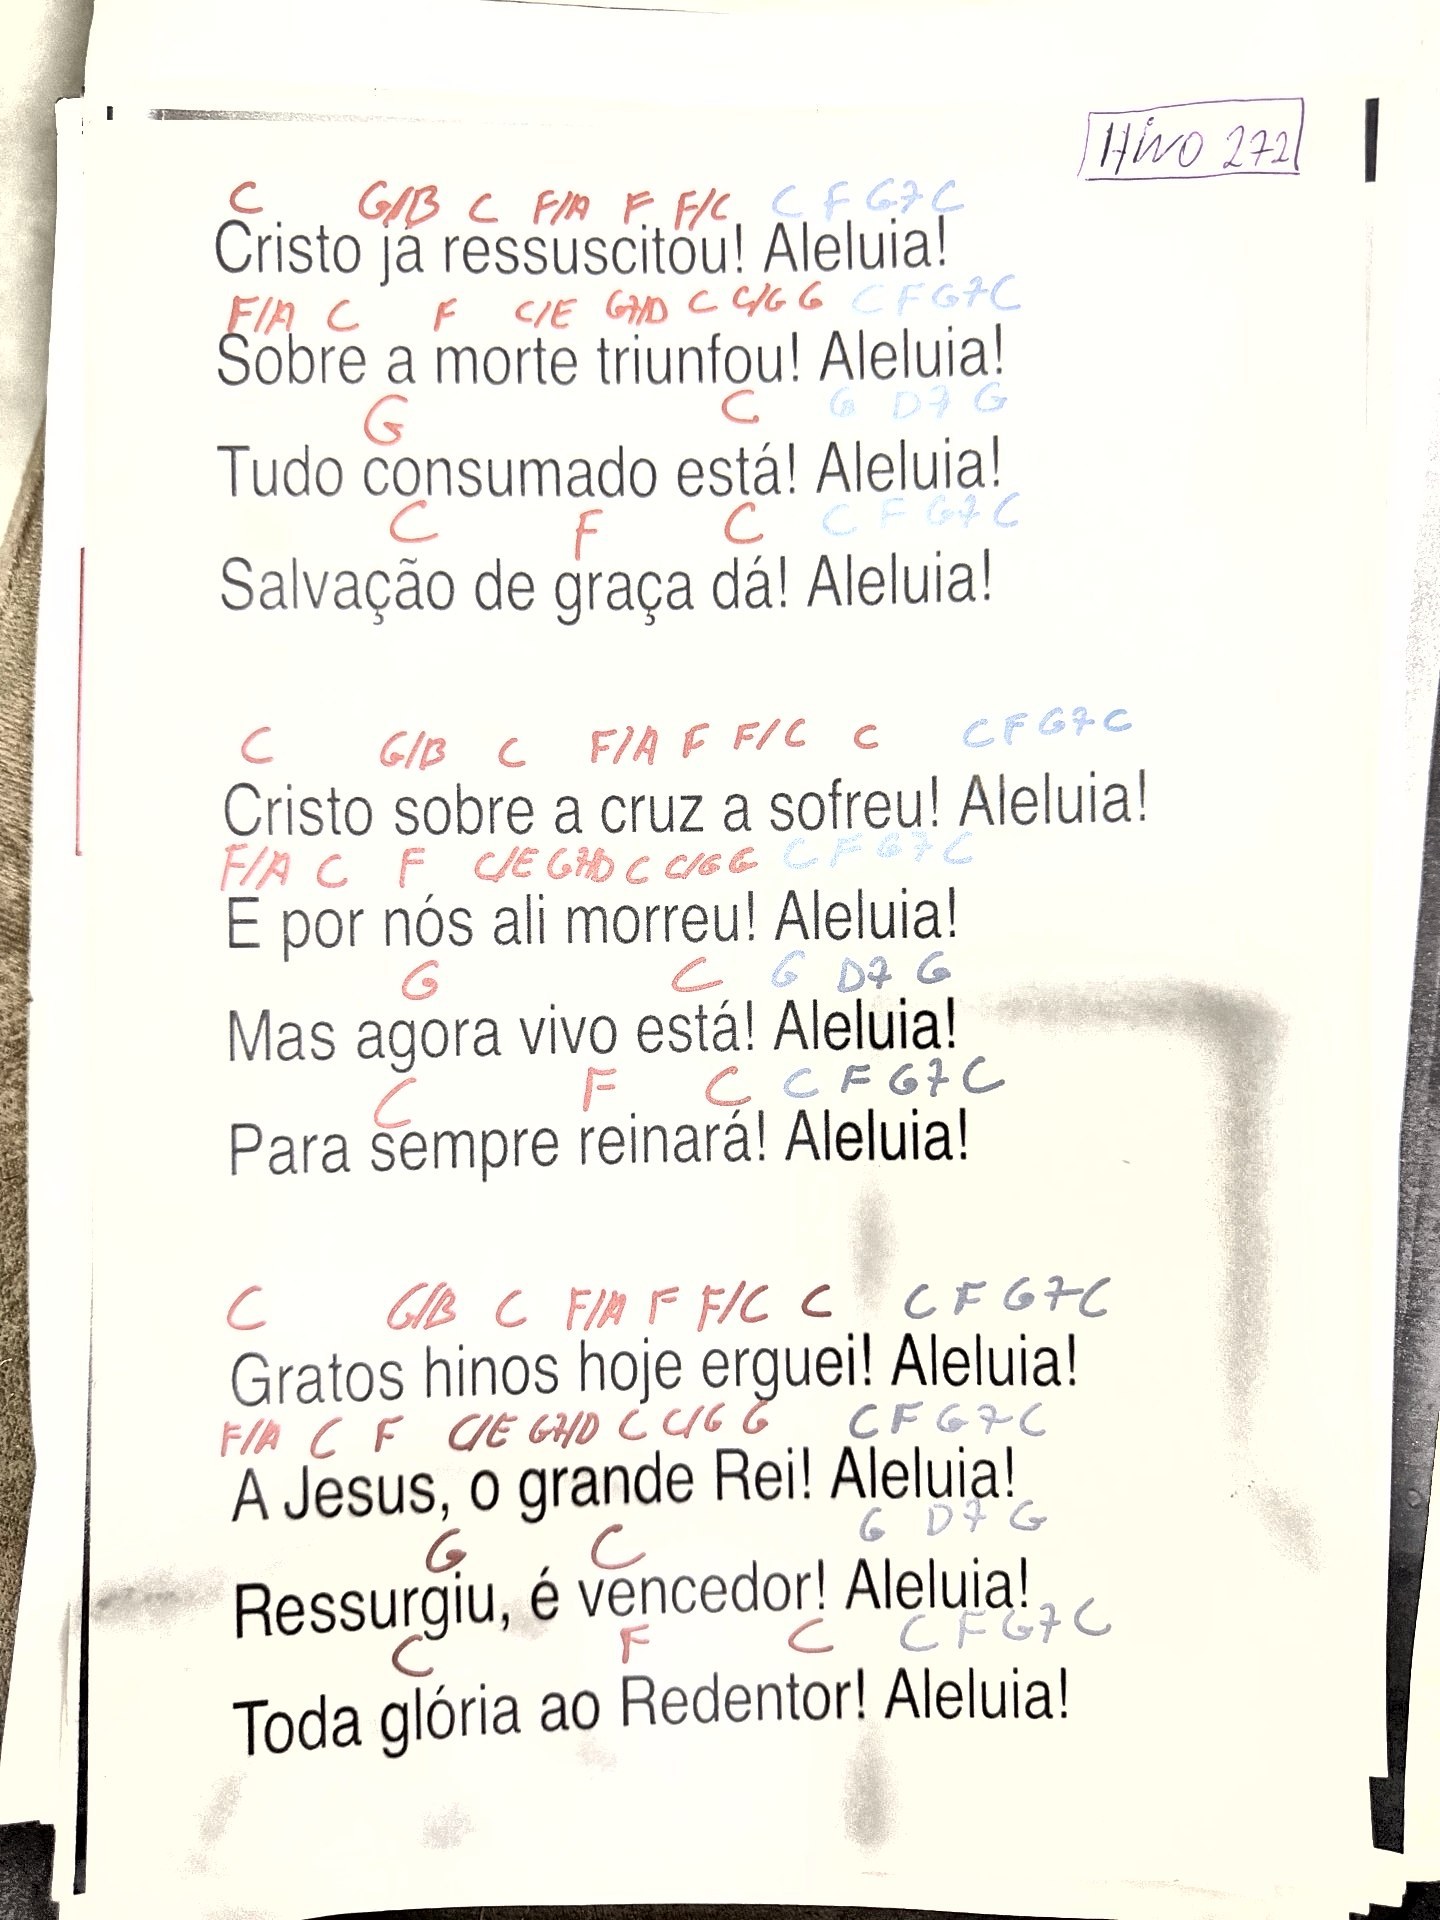 Hino 272
C G/B C F/A F F/C C F G7 C
Cristo já ressuscitou! Aleluia!
F/A C F C/E G7/D C C/G G C F G7 C
Sobre a morte triunfou! Aleluia!
G C G D7 G
Tudo consumado está! Aleluia!
C F C C F G7 C
Salvação de graça dá! Aleluia!
C G/B C F/A F F/C C C F G7 C
Cristo sobre a cruz a sofreu! Aleluia!
F/A C F C/E G7/D C C/G G C F G7 C
E por nós ali morreu! Aleluia!
G C G D7 G
Mas agora vivo está! Aleluia!
C F C C F G7 C
Para sempre reinará! Aleluia!
C G/B C F/A F F/C C C F G7 C
Gratos hinos hoje erguei! Aleluia!
F/A C F C/E G7/D C C/G G C F G7 C
A Jesus, o grande Rei! Aleluia!
G C G D7 G
Ressurgiu, é vencedor! Aleluia!
C F C C F G7 C
Toda glória ao Redentor! Aleluia!